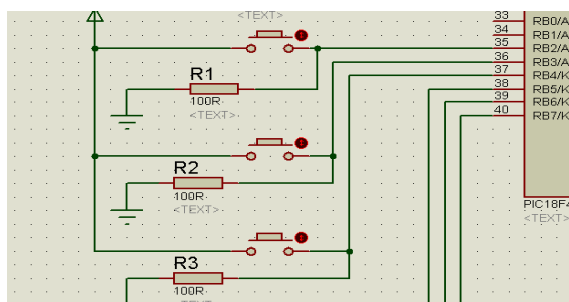 <TEXT>
33 RB0/A
34 RB1/A
35 RB2/A
36 RB3/A
37 RB4/K
38 RB5/K
39 RB6/K
40 RB7/K
R1
100R
<TEXT>
R2
100R
<TEXT>
PIC18F4
<TEXT>
R3
100R
<TEXT>